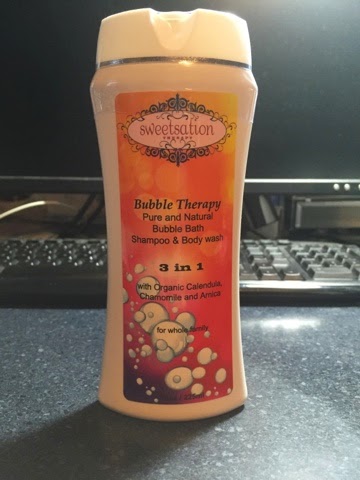 sweetsation
THERAPY
Bubble Therapy
Pure and Natural
Bubble Bath
Shampoo & Body wash
3 in 1
with Organic Calendula,
Chamomile and Arnica
for whole family